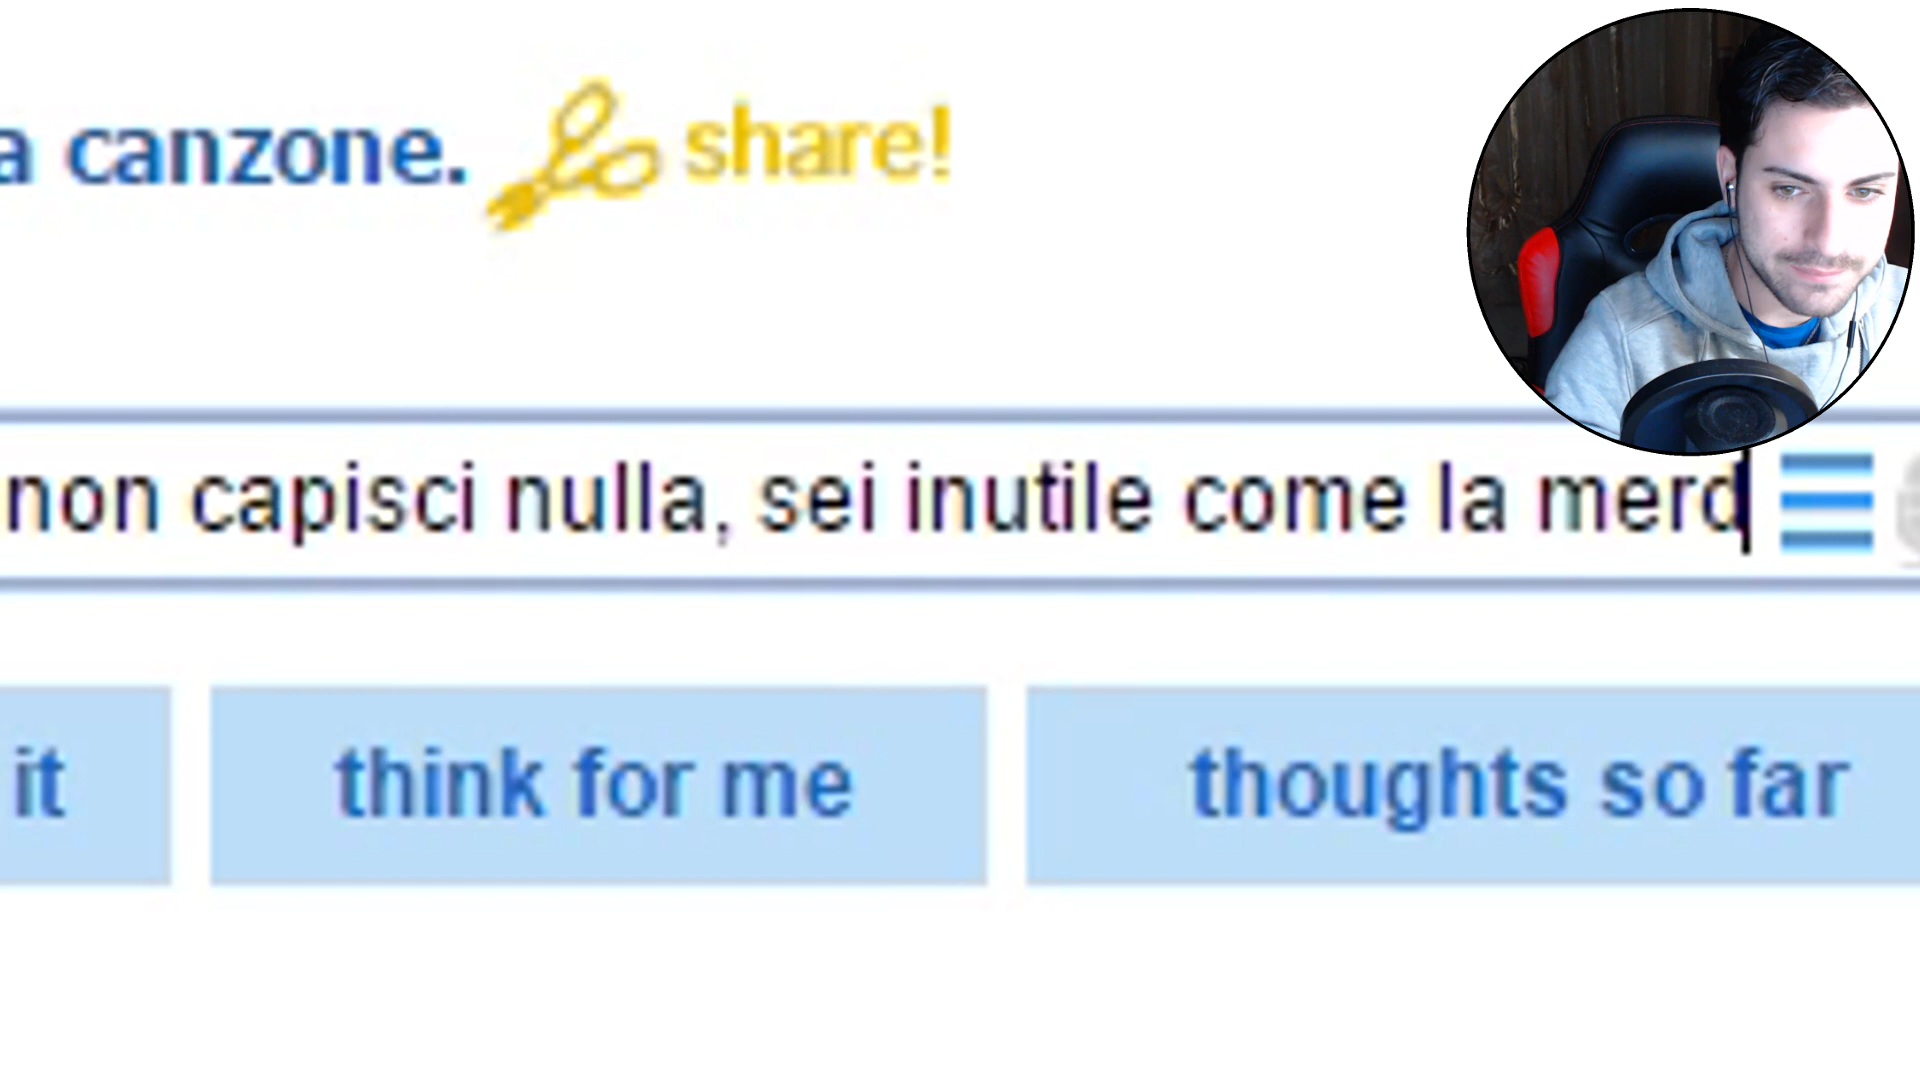 a canzone. share!
non capisci nulla, sei inutile come la merd
it think for me thoughts so far